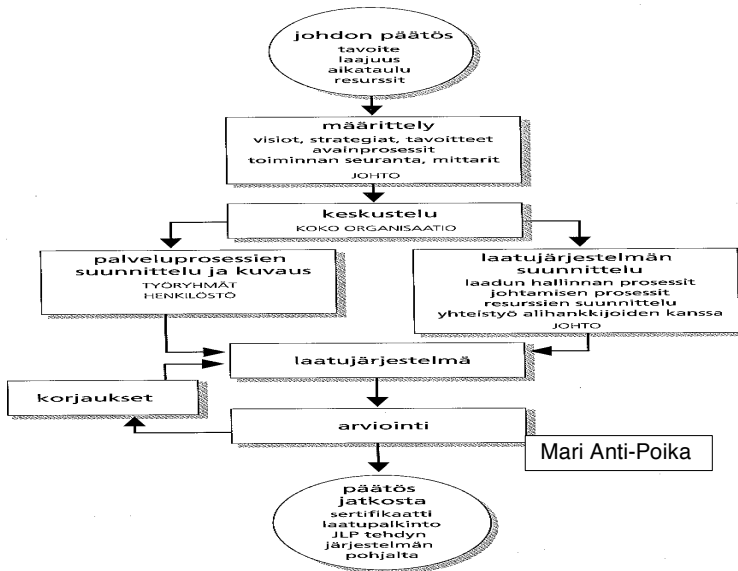 johdon päätös
tavoite
laajuus
aikataulu
resurssit
määrittely
visiot, strategiat, tavoitteet
avainprosessit
toiminnan seuranta, mittarit
JOHTO
keskustelu
KOKO ORGANISAATIO
palveluprosessien
suunnittelu ja kuvaus
TYÖRYHMÄT
HENKILÖSTÖ
laatujärjestelmän
suunnittelu
laadun hallinnan prosessit
johtamisen prosessit
resurssien suunnittelu
yhteistyö alihankkijoiden kanssa
JOHTO
laatujärjestelmä
korjaukset
arviointi
Mari Anti-Poika
päätös
jatkosta
sertifikaatti
laatupalkinto
JLP tehdyn
järjestelmän
pohjalta